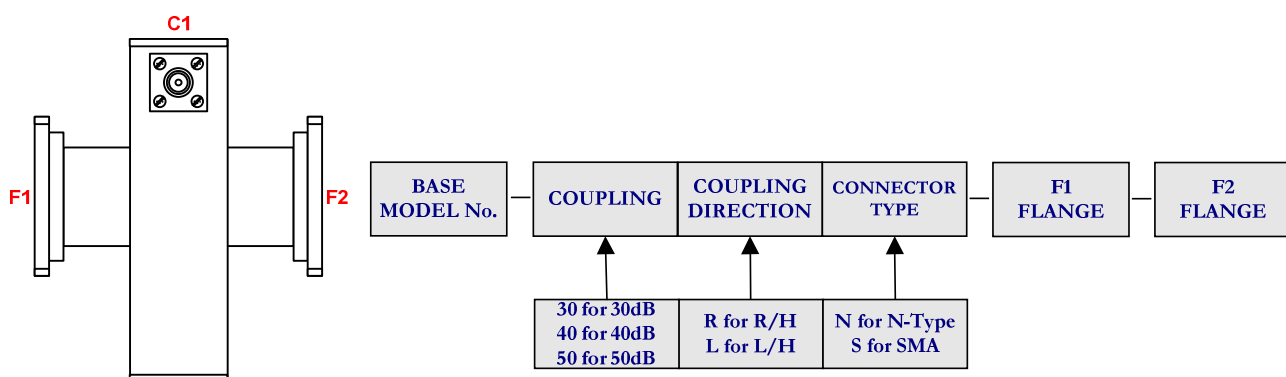 C1
F1
F2
BASE
MODEL No.
COUPLING
COUPLING
DIRECTION
CONNECTOR
TYPE
F1
FLANGE
F2
FLANGE
30 for 30dB
40 for 40dB
50 for 50dB
R for R/H
L for L/H
N for N-Type
S for SMA